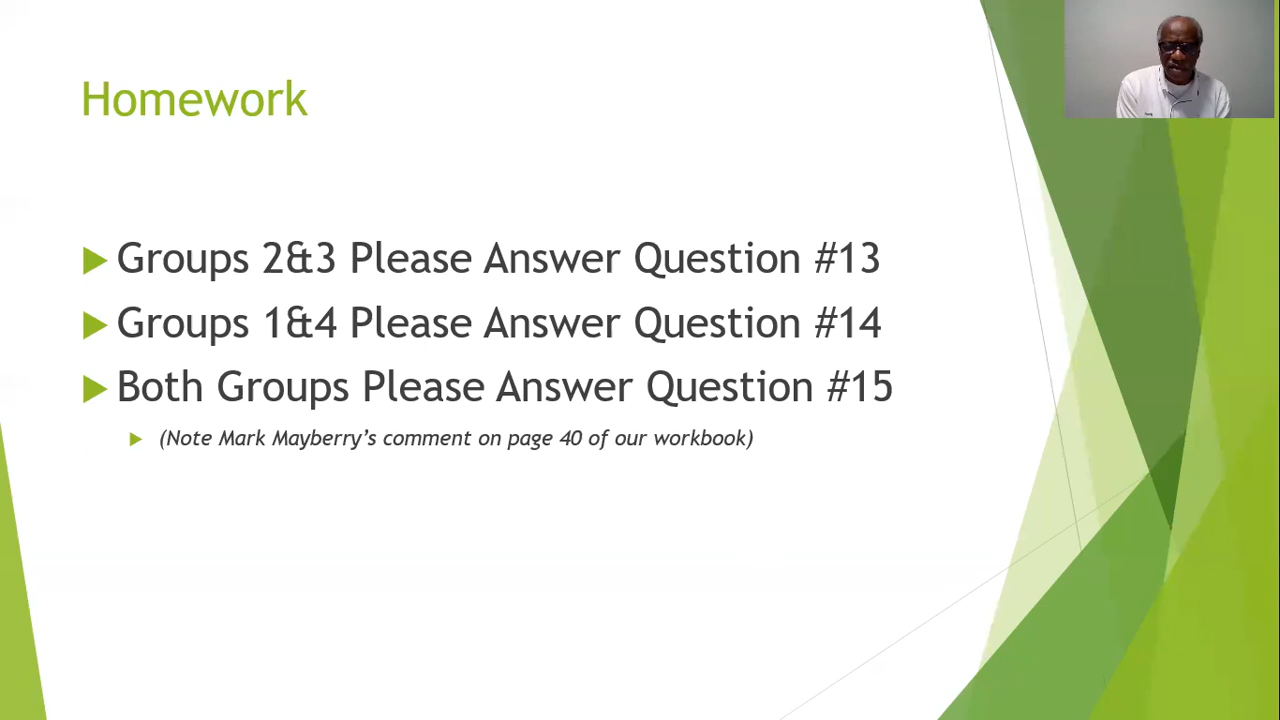 Homework
Groups 2&3 Please Answer Question #13
Groups 1&4 Please Answer Question #14
Both Groups Please Answer Question #15
(Note Mark Mayberry’s comment on page 40 of our workbook)